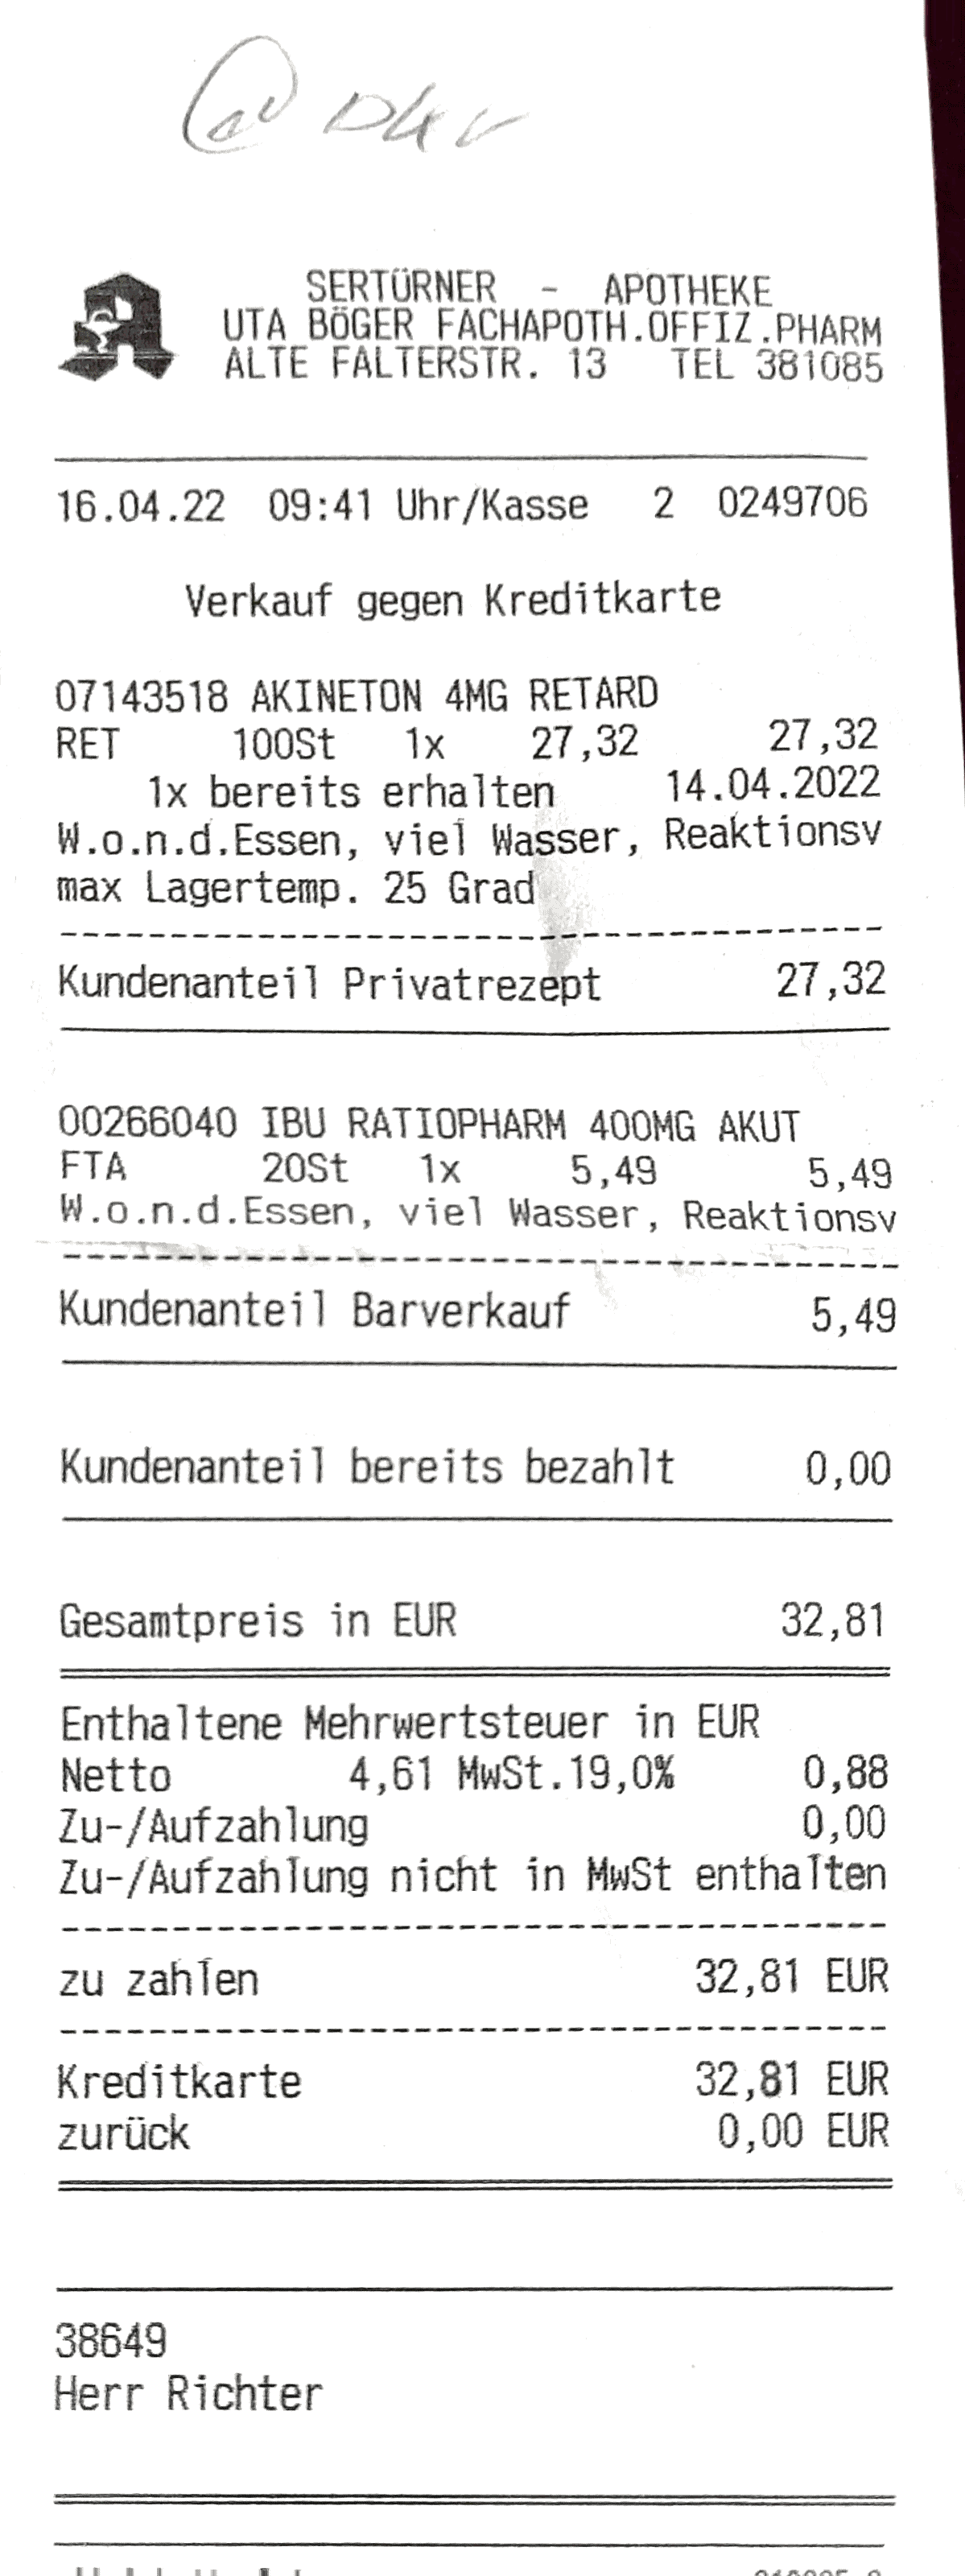 SERTÜRNER - APOTHEKE
UTA BÖGER FACHAPOTH.OFFIZ.PHARM
ALTE FALTERSTR. 13 TEL 381085
16.04.22 09:41 Uhr/Kasse 2 0249706
Verkauf gegen Kreditkarte
07143518 AKINETON 4MG RETARD
RET 100St 1x 27,32 27,32
1x bereits erhalten 14.04.2022
W.o.n.d.Essen, viel Wasser, Reaktionsv
max Lagertemp. 25 Grad
Kundenanteil Privatrezept 27,32
00266040 IBU RATIOPHARM 400MG AKUT
FTA 20St 1x 5,49 5,49
W.o.n.d.Essen, viel Wasser, Reaktionsv
Kundenanteil Barverkauf 5,49
Kundenanteil bereits bezahlt 0,00
Gesamtpreis in EUR 32,81
Enthaltene Mehrwertsteuer in EUR
Netto 4,61 MwSt.19,0% 0,88
Zu-/Aufzahlung 0,00
Zu-/Aufzahlung nicht in MwSt enthalten
zu zahlen 32,81 EUR
Kreditkarte 32,81 EUR
zurück 0,00 EUR
38649
Herr Richter